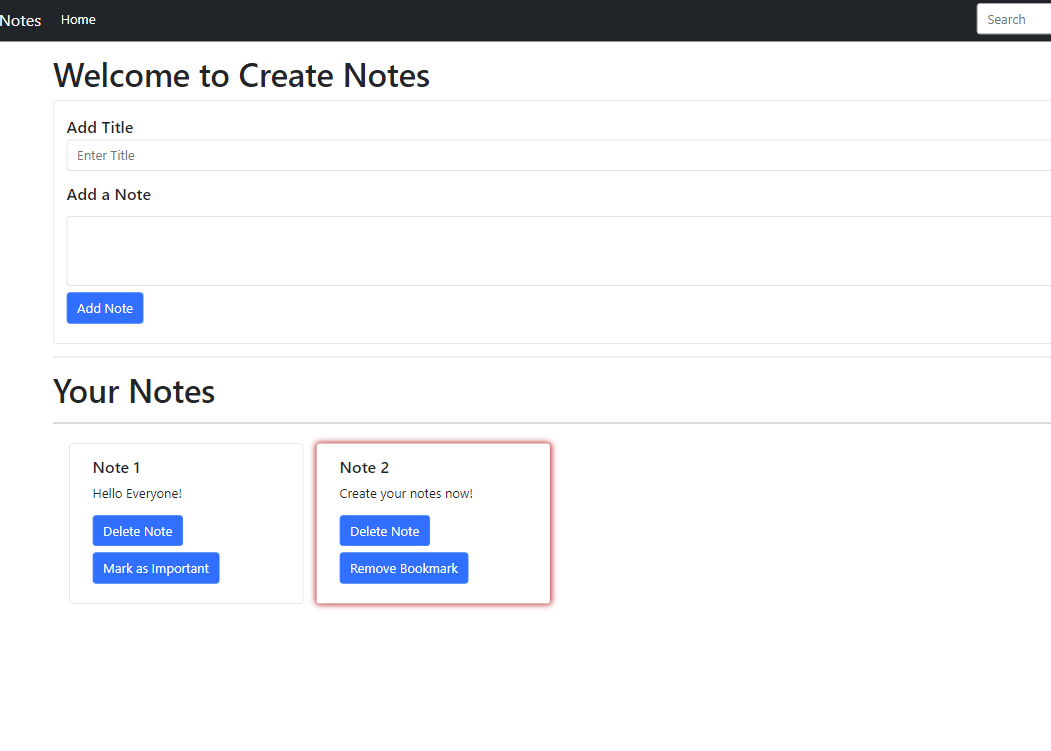 Notes Home Search
Welcome to Create Notes
Add Title
Enter Title
Add a Note
Add Note
Your Notes
Note 1
Hello Everyone!
Delete Note
Mark as Important
Note 2
Create your notes now!
Delete Note
Remove Bookmark